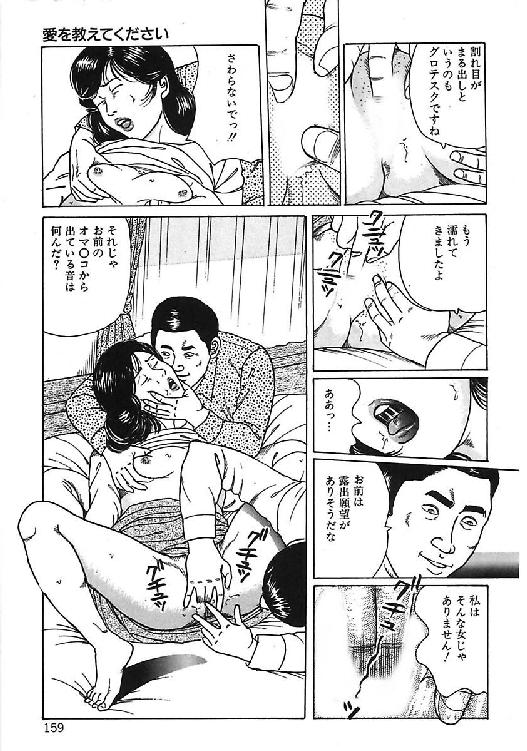 愛を教えてください
割れ目が
まる出しと
いうのも
グロテスクですね
さわらないでっ!!
もう
濡れて
きましたよ
グチュ
ああっ…
お前は
露出願望が
ありそうだな
私は
そんな女じゃ
ありません!
グチュ
それじゃ
お前の
オマ〇コから
出ている音は
何んだ?
グチュ
グチュッ
159